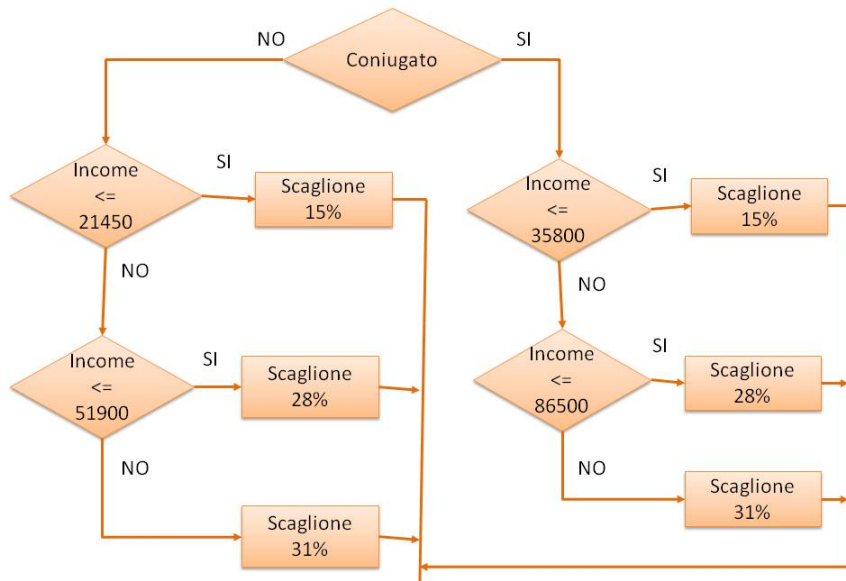 NO
Coniugato
SI
Income
<=
21450
SI
Scaglione
15%
NO
Income
<=
51900
SI
Scaglione
28%
NO
Scaglione
31%
Income
<=
35800
SI
Scaglione
15%
NO
Income
<=
86500
SI
Scaglione
28%
NO
Scaglione
31%